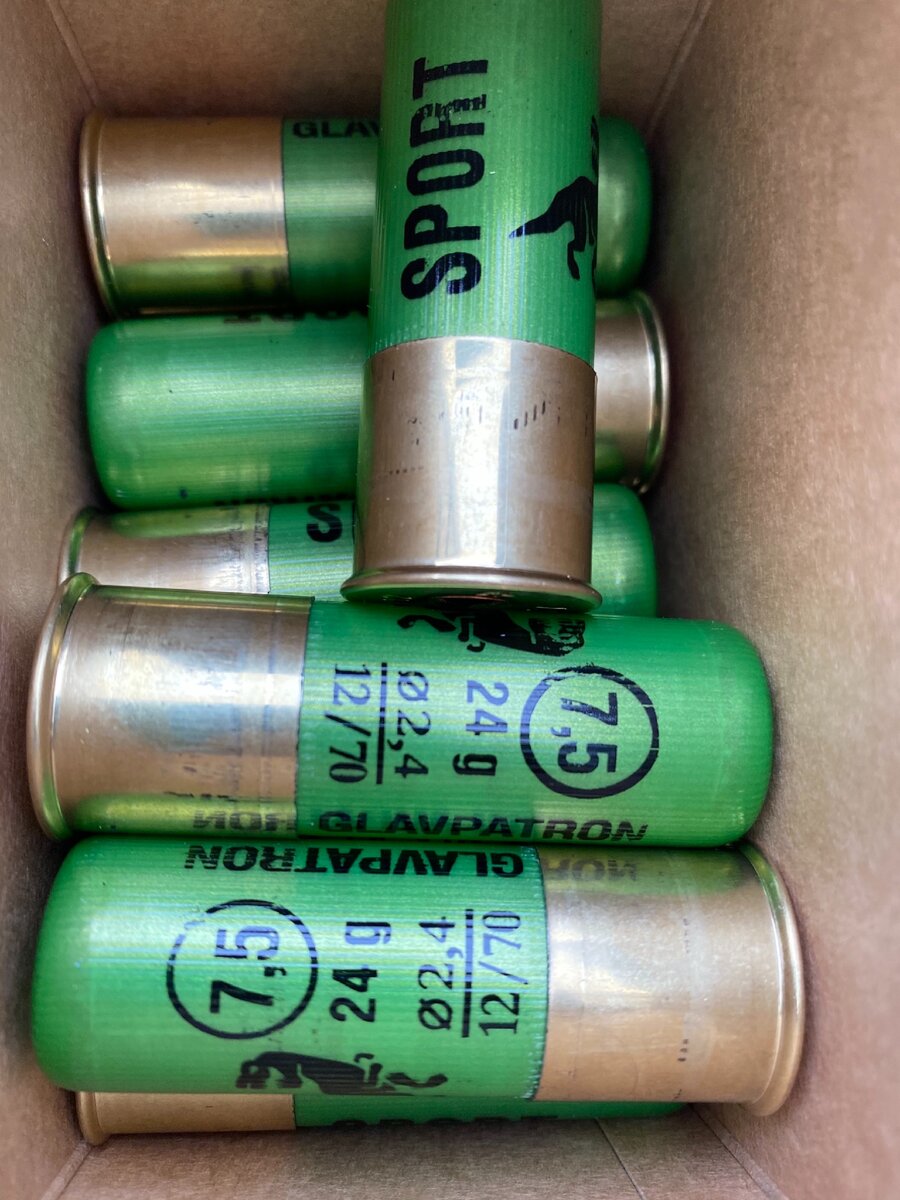 GLAV
SPORT
S
7,5
24 g
ø2,4
12/70
GLAVPATRON
GLAVPATRON
7,5
24 g
ø2,4
12/70